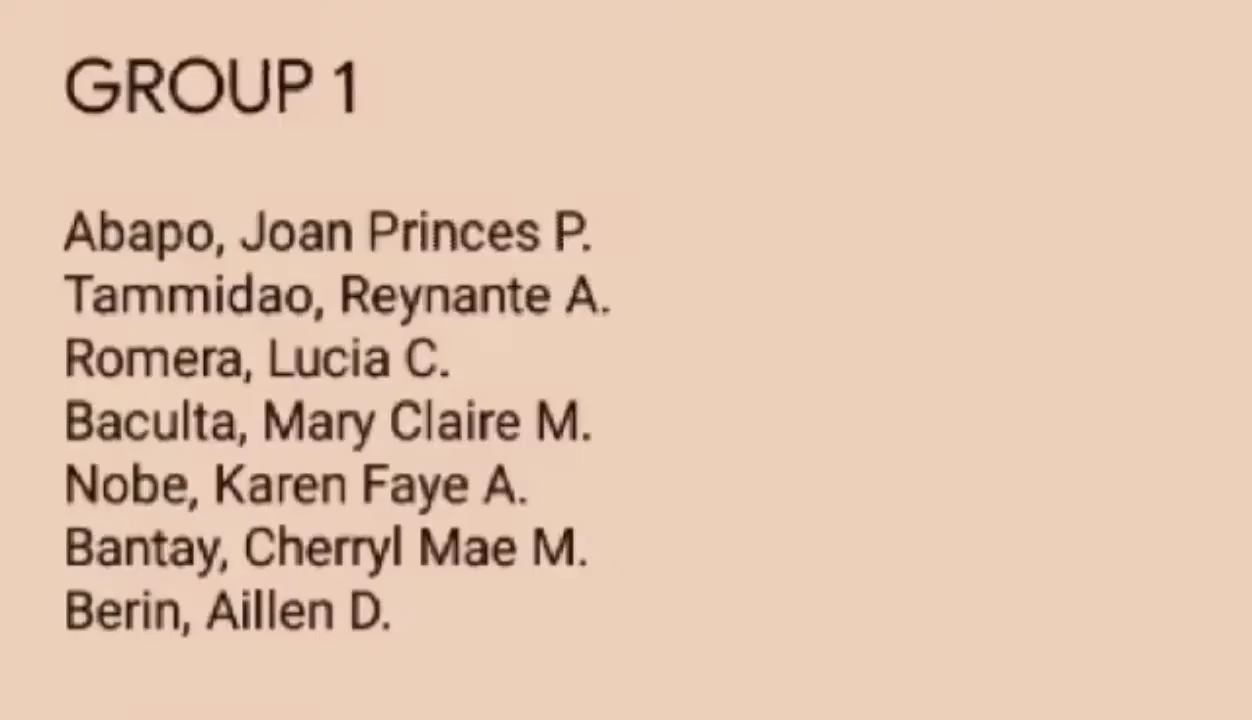 GROUP 1
Abapo, Joan Princes P.
Tammidao, Reynante A.
Romera, Lucia C.
Baculta, Mary Claire M.
Nobe, Karen Faye A.
Bantay, Cherryl Mae M.
Berin, Aillen D.